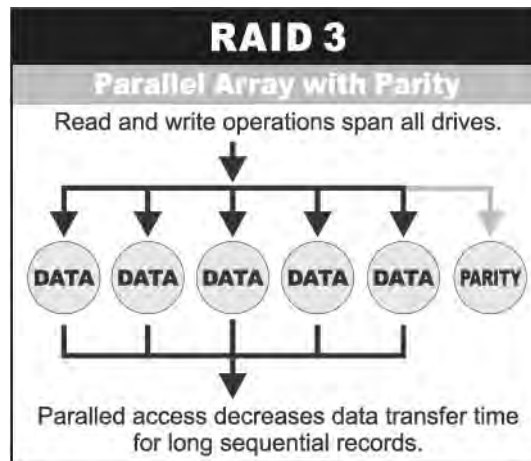 RAID 3
Parallel Array with Parity
Read and write operations span all drives.
DATA DATA DATA DATA DATA PARITY
Paralled access decreases data transfer time
for long sequential records.